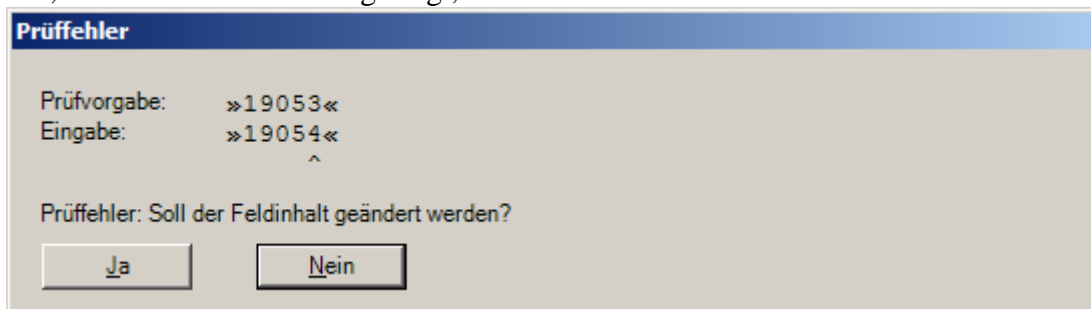 Prüffehler
Prüfvorgabe: »19053«
Eingabe: »19054«
^
Prüffehler: Soll der Feldinhalt geändert werden?
Ja Nein